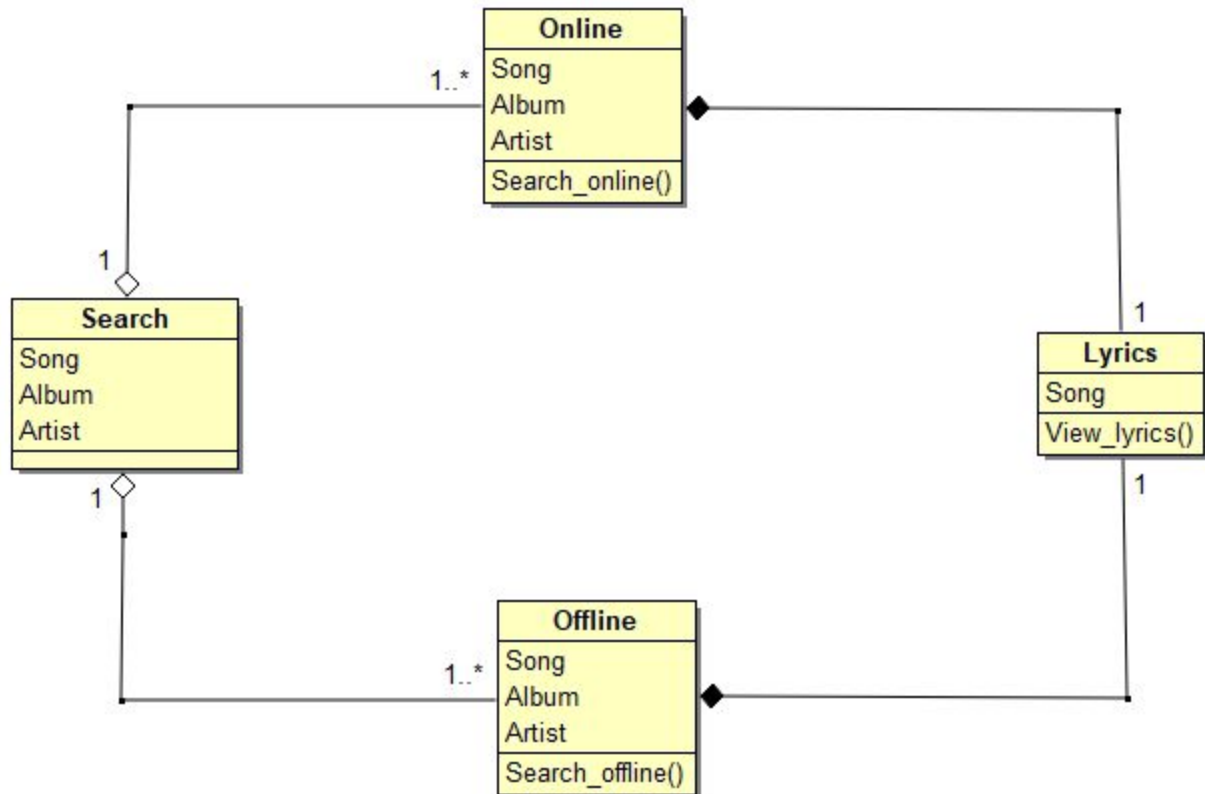 Online
Song
Album
Artist
Search_online()
1..*
1
Search
Song
Album
Artist
1
1
Lyrics
Song
View_lyrics()
1
Offline
Song
Album
Artist
Search_offline()
1..*